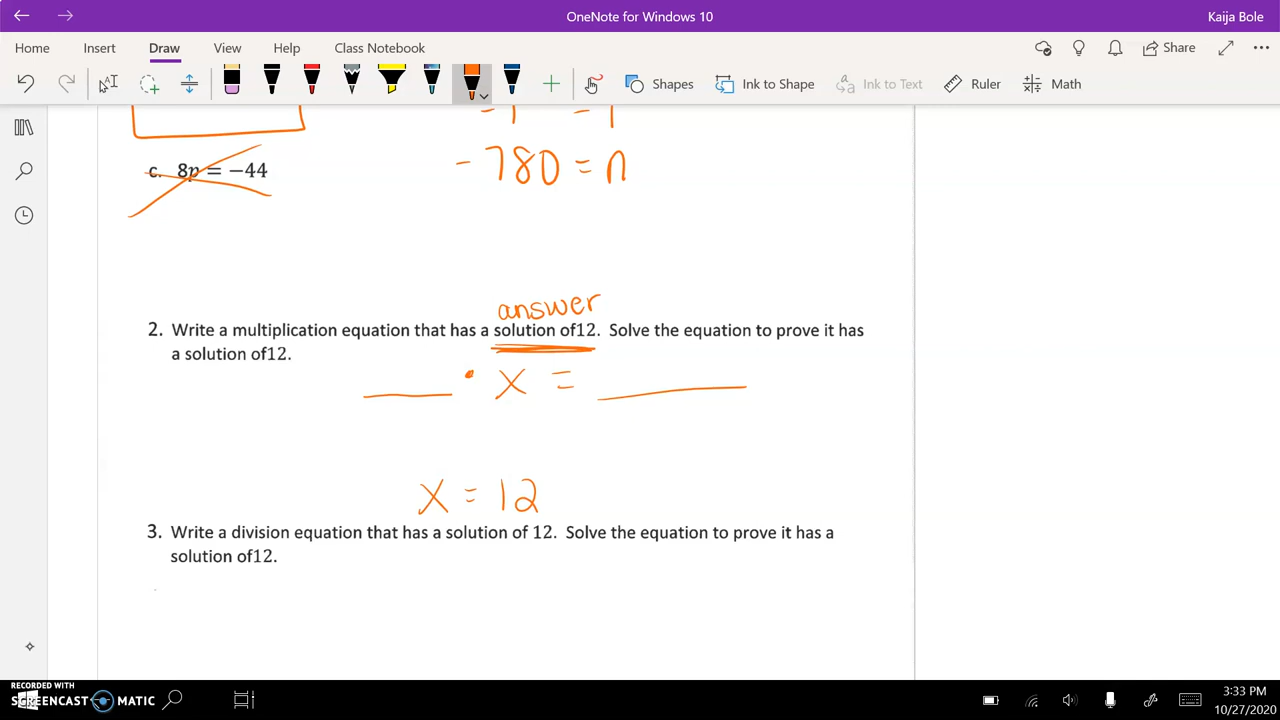 OneNote for Windows 10
Kaija Bole
Home Insert Draw View Help Class Notebook Share
Shapes Ink to Shape Ink to Text Ruler Math
c. 8p = −44
- 780 = n
answer
2. Write a multiplication equation that has a solution of12. Solve the equation to prove it has
a solution of12.
___ · x = ___
x = 12
3. Write a division equation that has a solution of 12. Solve the equation to prove it has a
solution of12.
RECORDED WITH
SCREENCAST MATIC
3:33 PM
10/27/2020